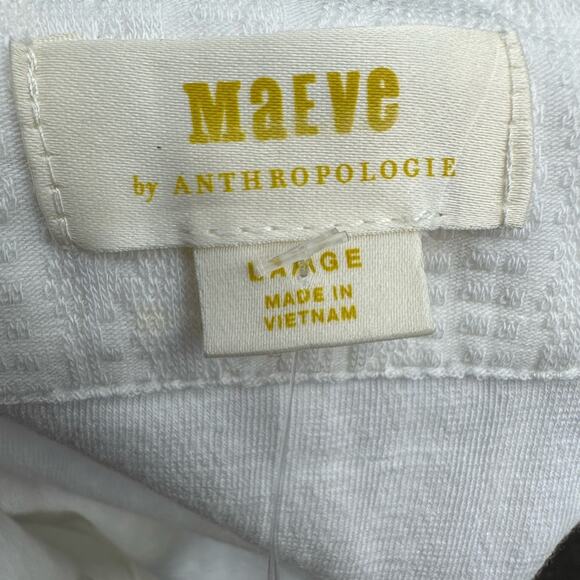 MaEVe
by ANTHROPOLOGIE
LARGE
MADE IN
VIETNAM